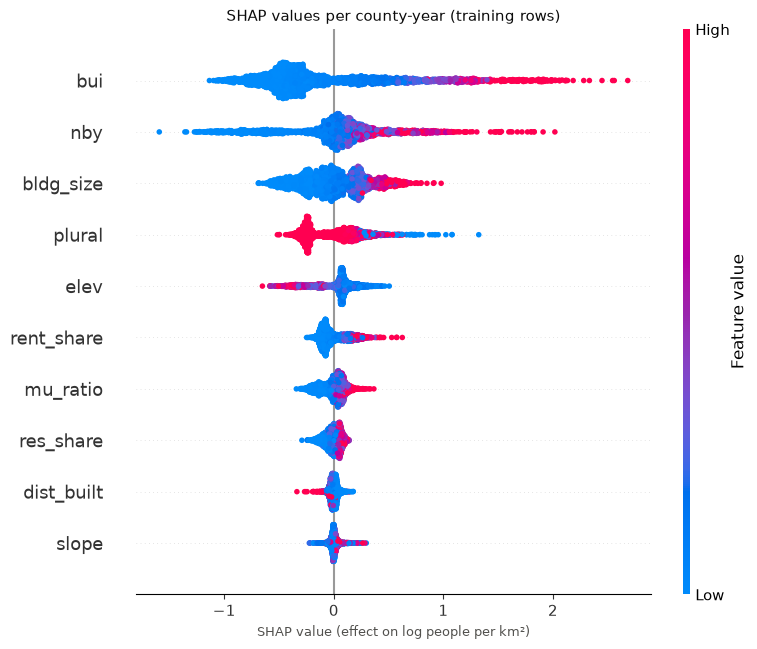 SHAP values per county-year (training rows)
High
bui
nby
bldg_size
plural
elev
rent_share
mu_ratio
res_share
dist_built
slope
Feature value
Low
−1
0
1
2
SHAP value (effect on log people per km²)